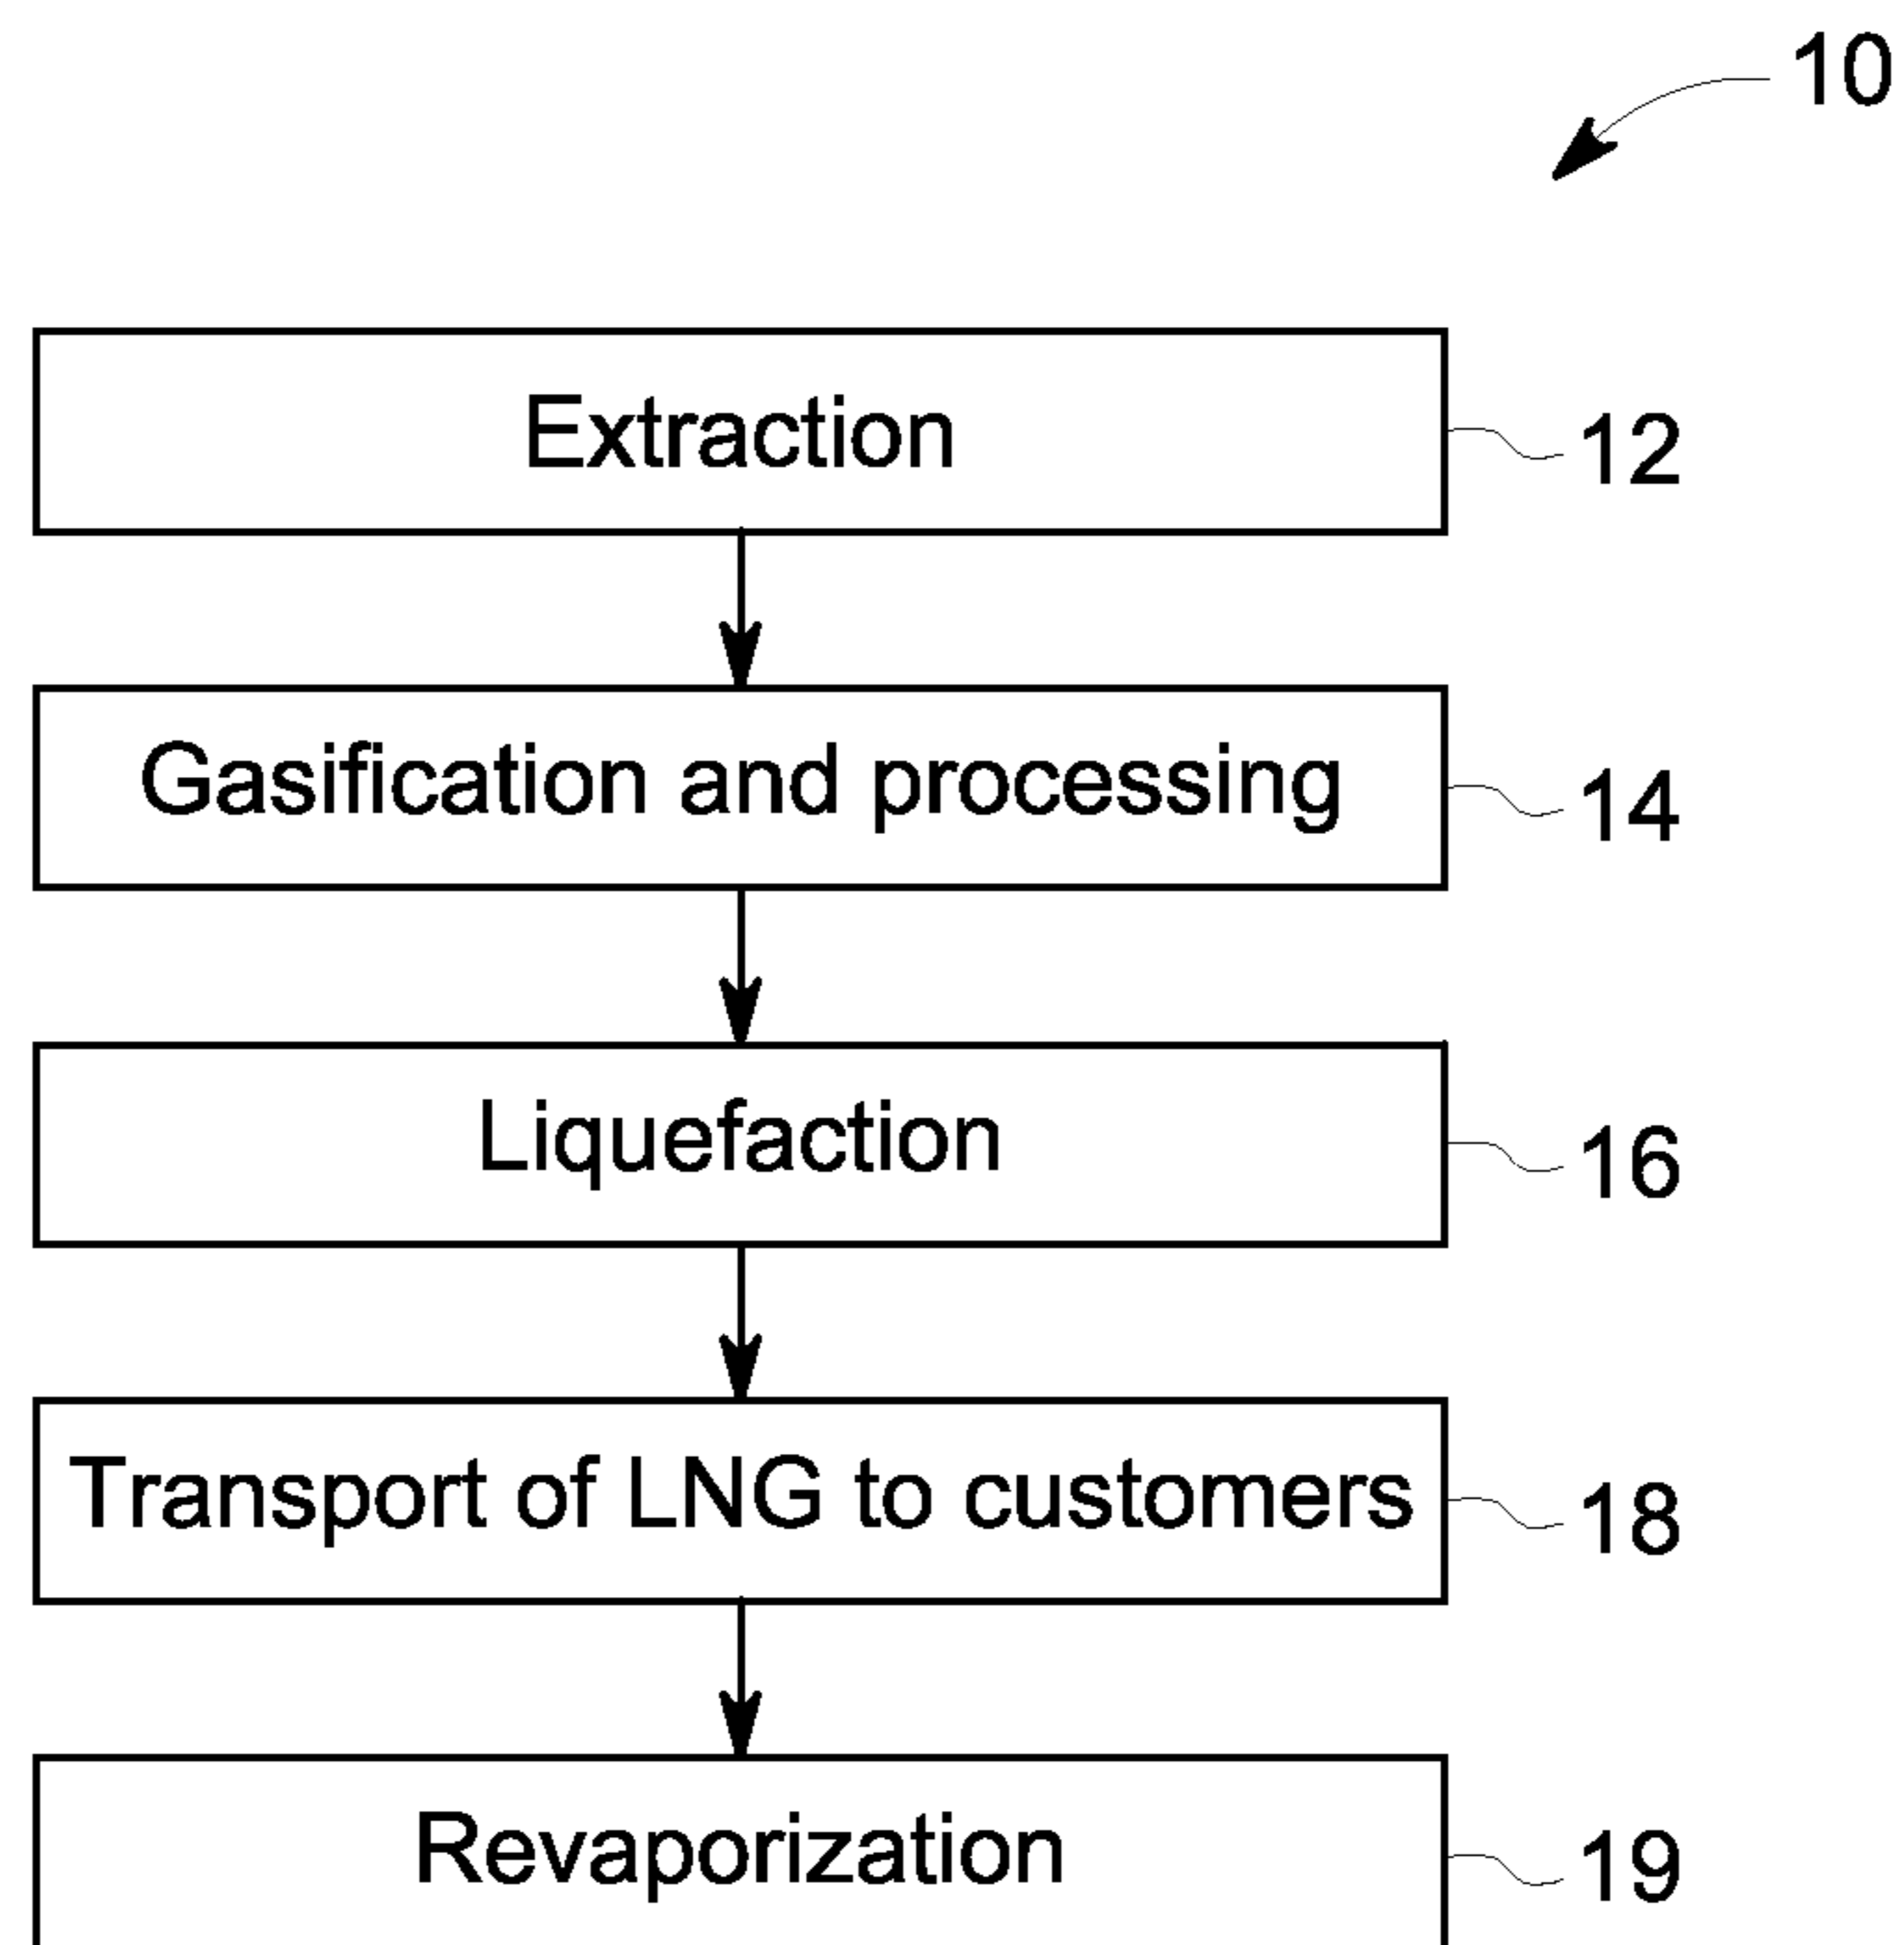 10
Extraction
12
Gasification and processing
14
Liquefaction
16
Transport of LNG to customers
18
Revaporization
19